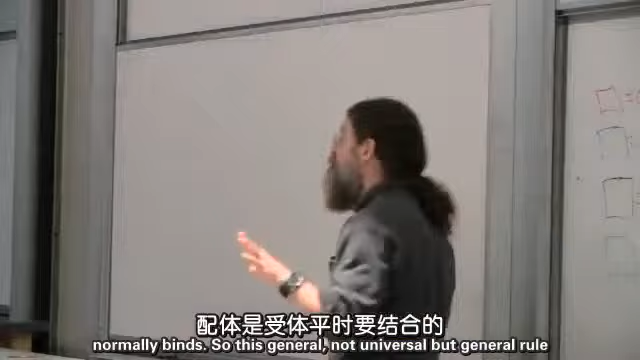 配体是受体平时要结合的
normally binds. So this general, not universal but general rule